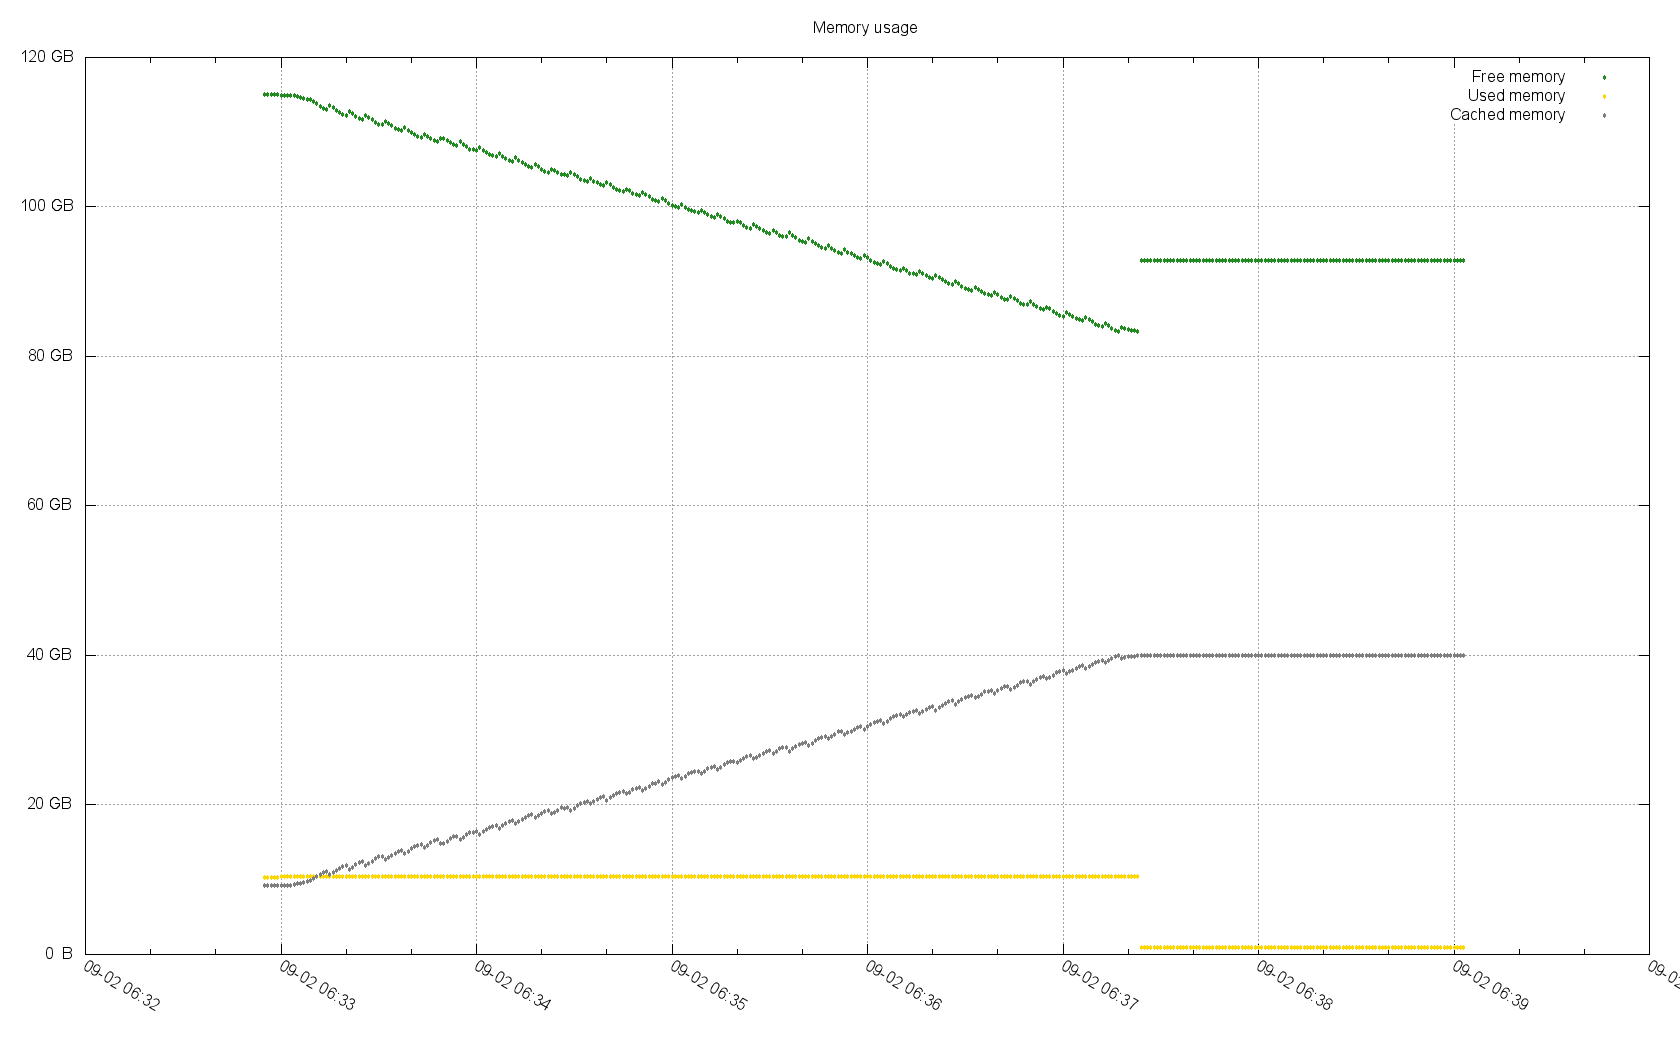 Memory usage
120 GB
100 GB
80 GB
60 GB
40 GB
20 GB
0 B
Free memory
Used memory
Cached memory
09-02 06:32
09-02 06:33
09-02 06:34
09-02 06:35
09-02 06:36
09-02 06:37
09-02 06:38
09-02 06:39
09-0